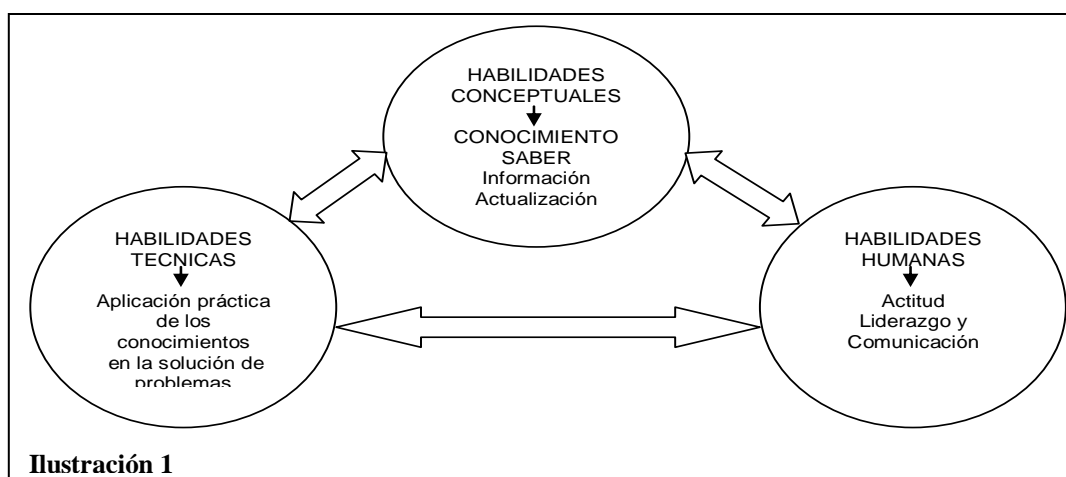 HABILIDADES
CONCEPTUALES
CONOCIMIENTO
SABER
Información
Actualización
HABILIDADES
TECNICAS
Aplicación práctica
de los
conocimientos
en la solución de
problemas
HABILIDADES
HUMANAS
Actitud
Liderazgo y
Comunicación
Ilustración 1